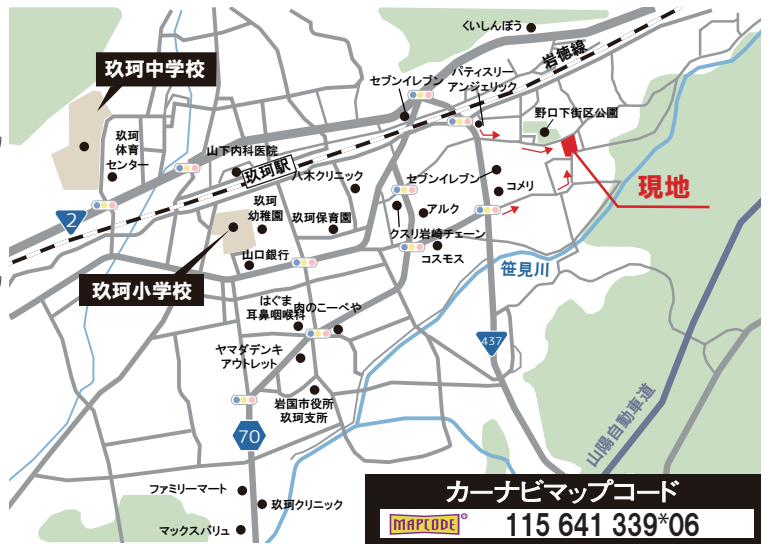 くいしんぼう
岩徳線
玖珂中学校
セブンイレブン
パティスリー
アンジェリック
野口下街区公園
玖珂
体育
センター
山下内科医院
玖珂駅
八木クリニック
セブンイレブン
コメリ
現地
玖珂
幼稚園
玖珂保育園
アルク
クスリ岩崎チェーン
コスモス
2
山口銀行
笹見川
玖珂小学校
はぐま
耳鼻咽喉科
肉のこーべや
437
ヤマダデンキ
アウトレット
岩国市役所
玖珂支所
70
山陽自動車道
ファミリーマート
玖珂クリニック
マックスバリュ
カーナビマップコード
MAPCODE®
115 641 339*06